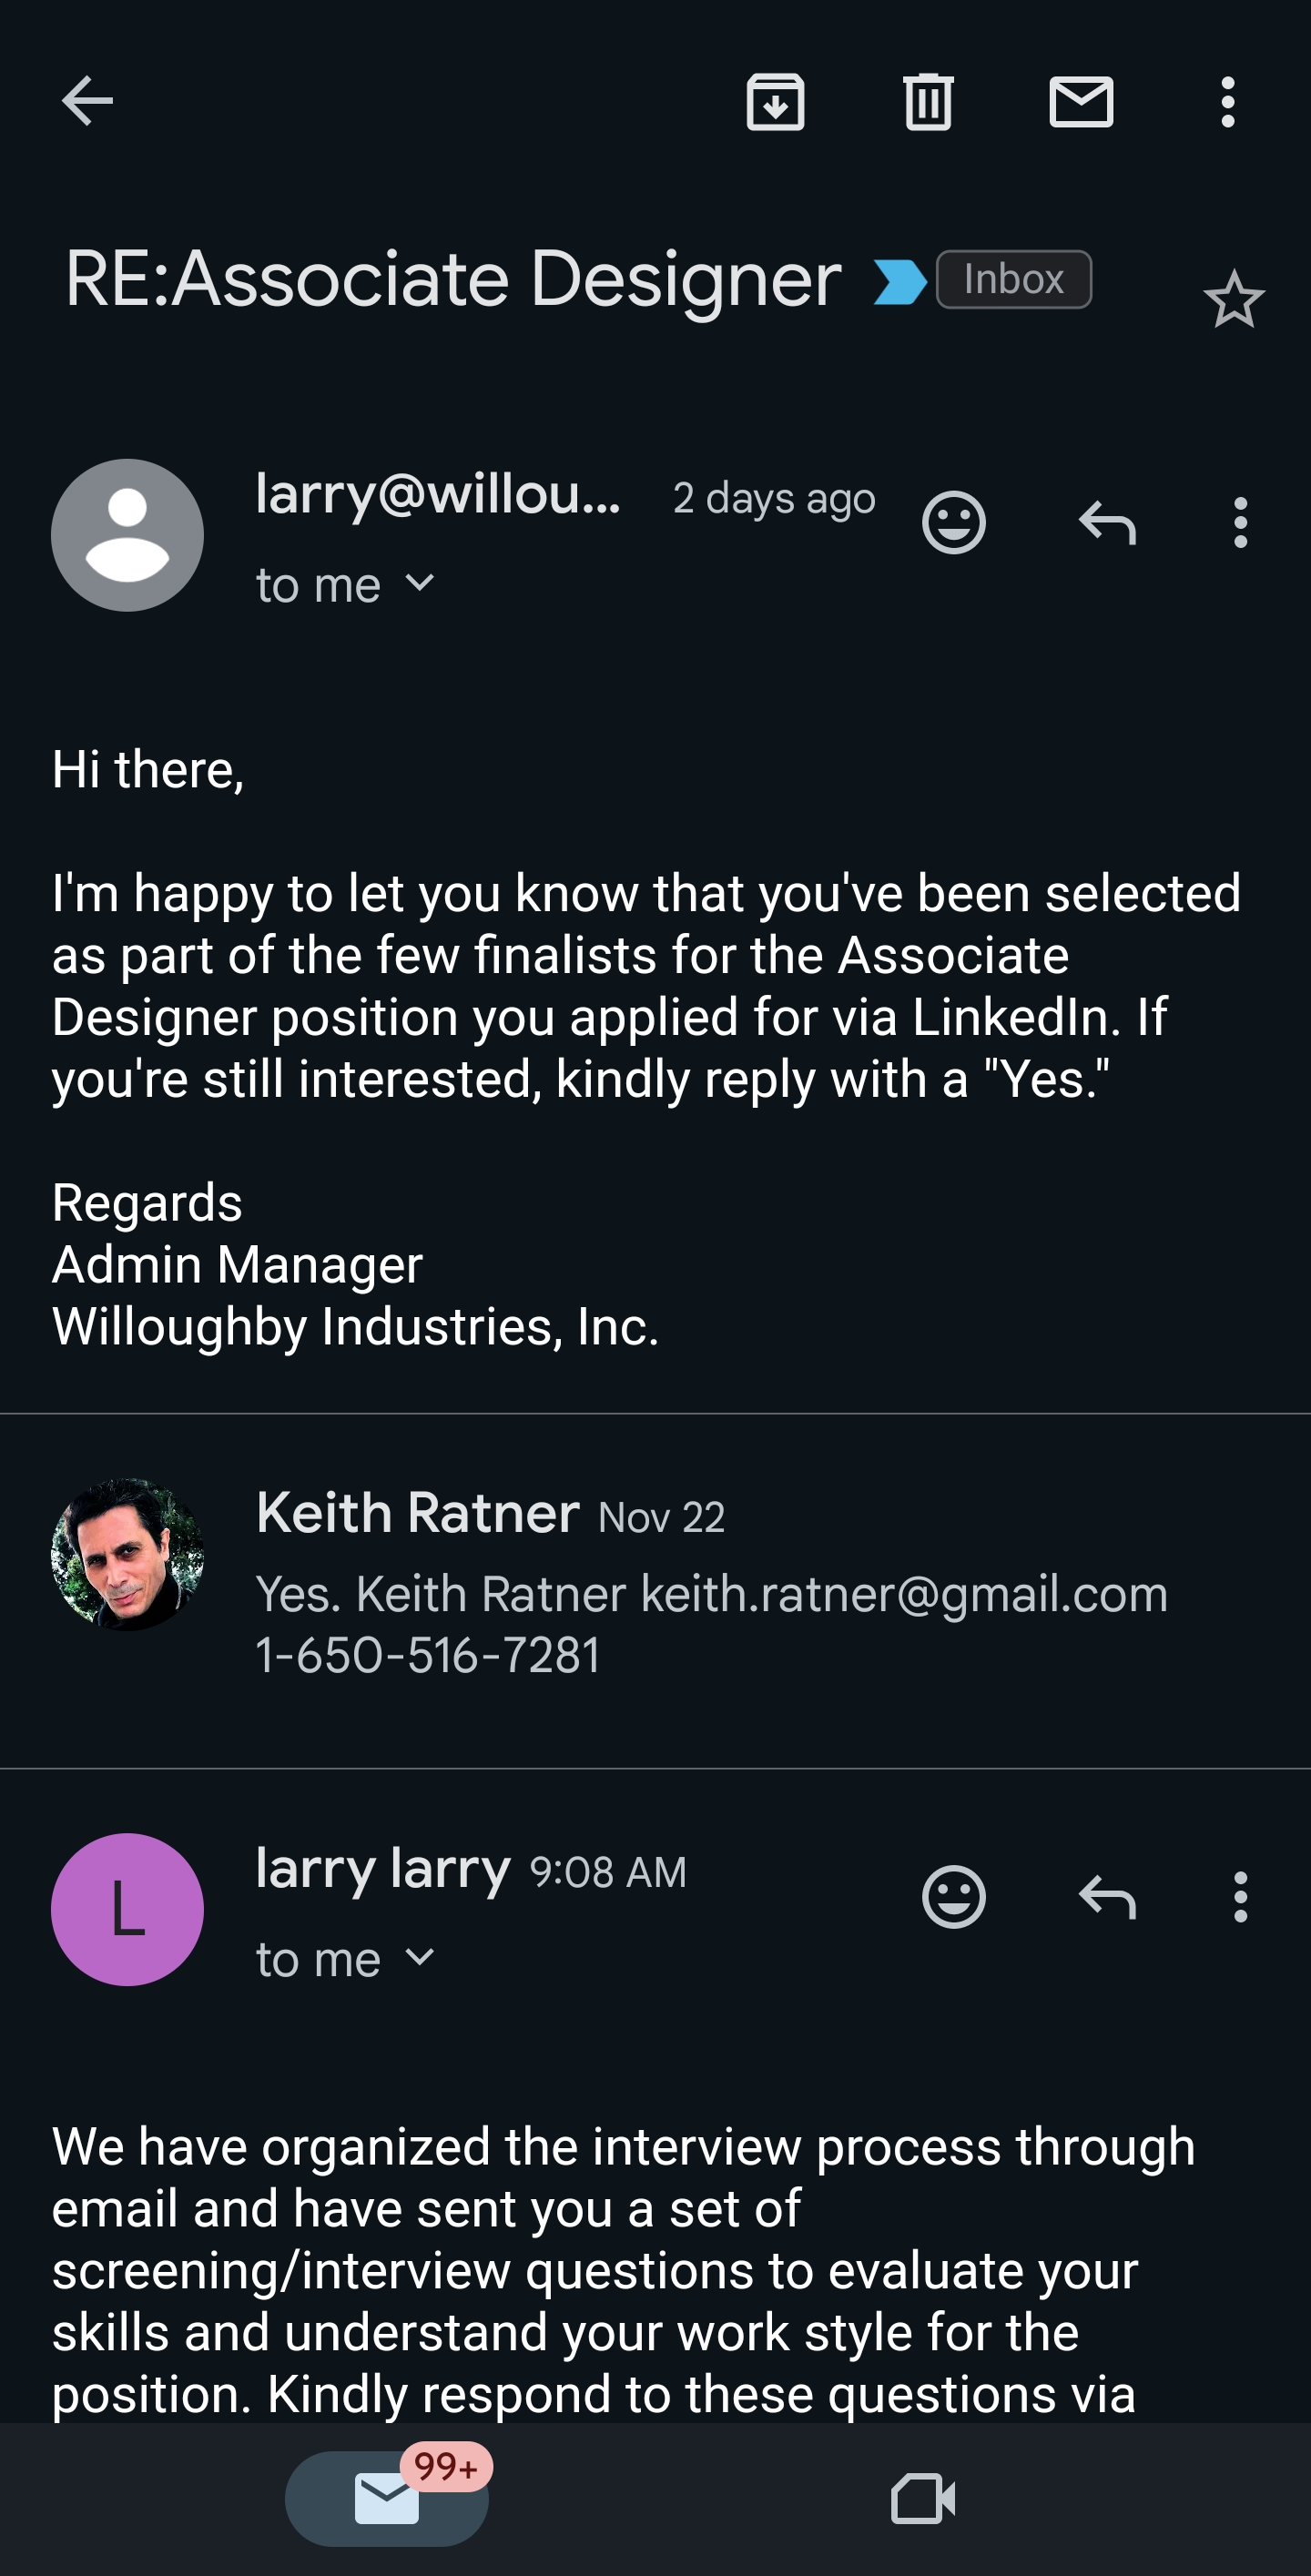 RE:Associate Designer
Inbox
larry@willou...
2 days ago
to me
Hi there,
I'm happy to let you know that you've been selected
as part of the few finalists for the Associate
Designer position you applied for via LinkedIn. If
you're still interested, kindly reply with a "Yes."
Regards
Admin Manager
Willoughby Industries, Inc.
Keith Ratner Nov 22
Yes. Keith Ratner keith.ratner@gmail.com
1-650-516-7281
L
larry larry 9:08 AM
to me
We have organized the interview process through
email and have sent you a set of
screening/interview questions to evaluate your
skills and understand your work style for the
position. Kindly respond to these questions via
99+